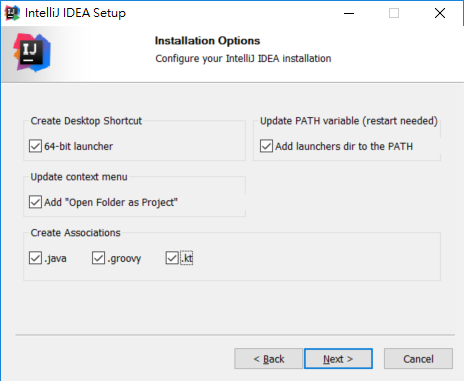 IntelliJ IDEA Setup
IJ
Installation Options
Configure your IntelliJ IDEA installation
Create Desktop Shortcut
64-bit launcher
Update PATH variable (restart needed)
Add launchers dir to the PATH
Update context menu
Add "Open Folder as Project"
Create Associations
.java .groovy .kt
< Back Next > Cancel